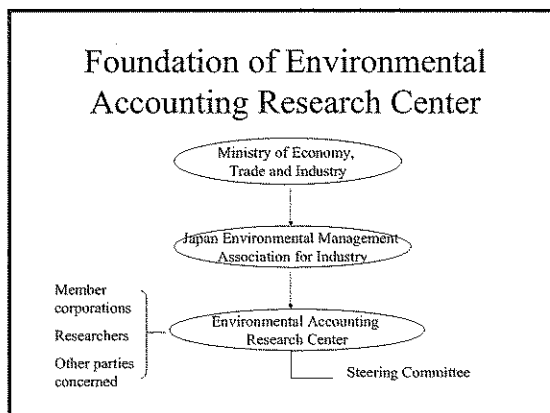 Foundation of Environmental
Accounting Research Center
Ministry of Economy,
Trade and Industry
Japan Environmental Management
Association for Industry
Member
corporations
Researchers
Other parties
concerned
Environmental Accounting
Research Center
Steering Committee